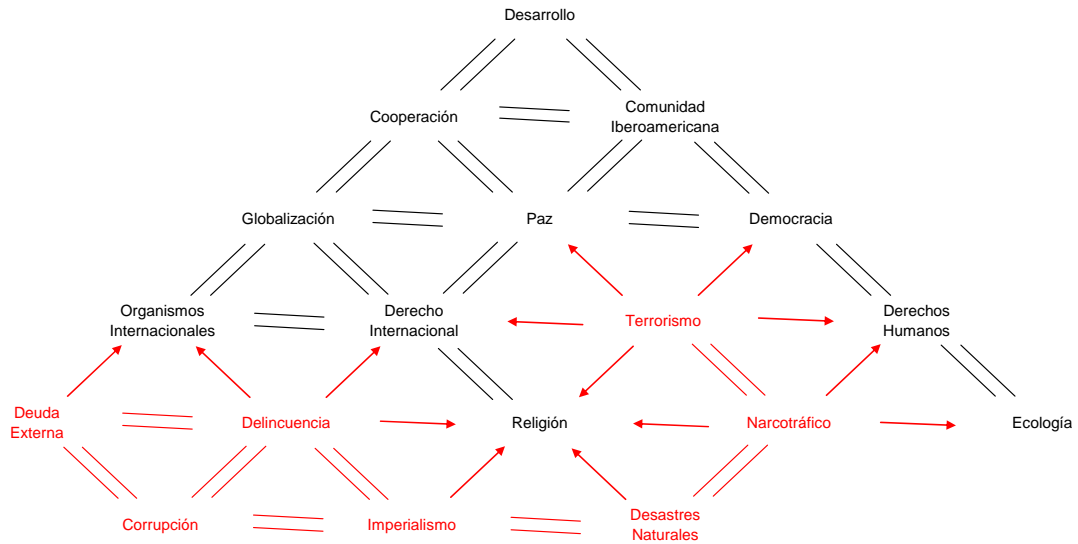 Desarrollo
Cooperación
Comunidad
Iberoamericana
Globalización
Paz
Democracia
Organismos
Internacionales
Derecho
Internacional
Terrorismo
Derechos
Humanos
Deuda
Externa
Delincuencia
Religión
Narcotráfico
Ecología
Corrupción
Imperialismo
Desastres
Naturales